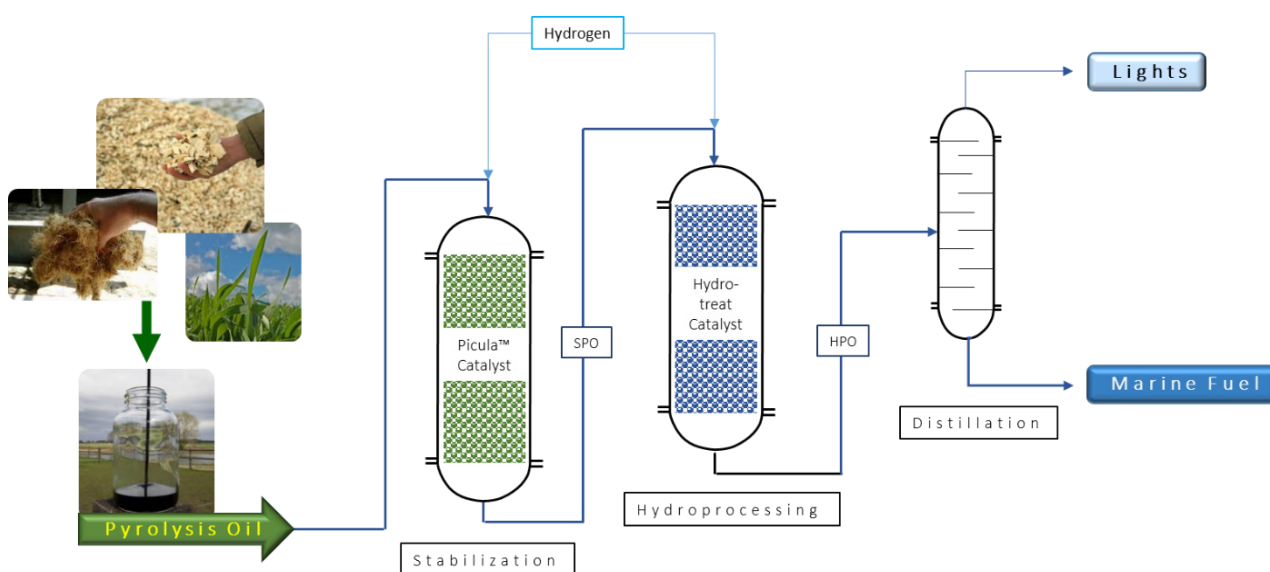 Hydrogen
Lights
Picula™
Catalyst
SPO
Hydro-
treat
Catalyst
HPO
Marine Fuel
Distillation
Hydroprocessing
Pyrolysis Oil
Stabilization